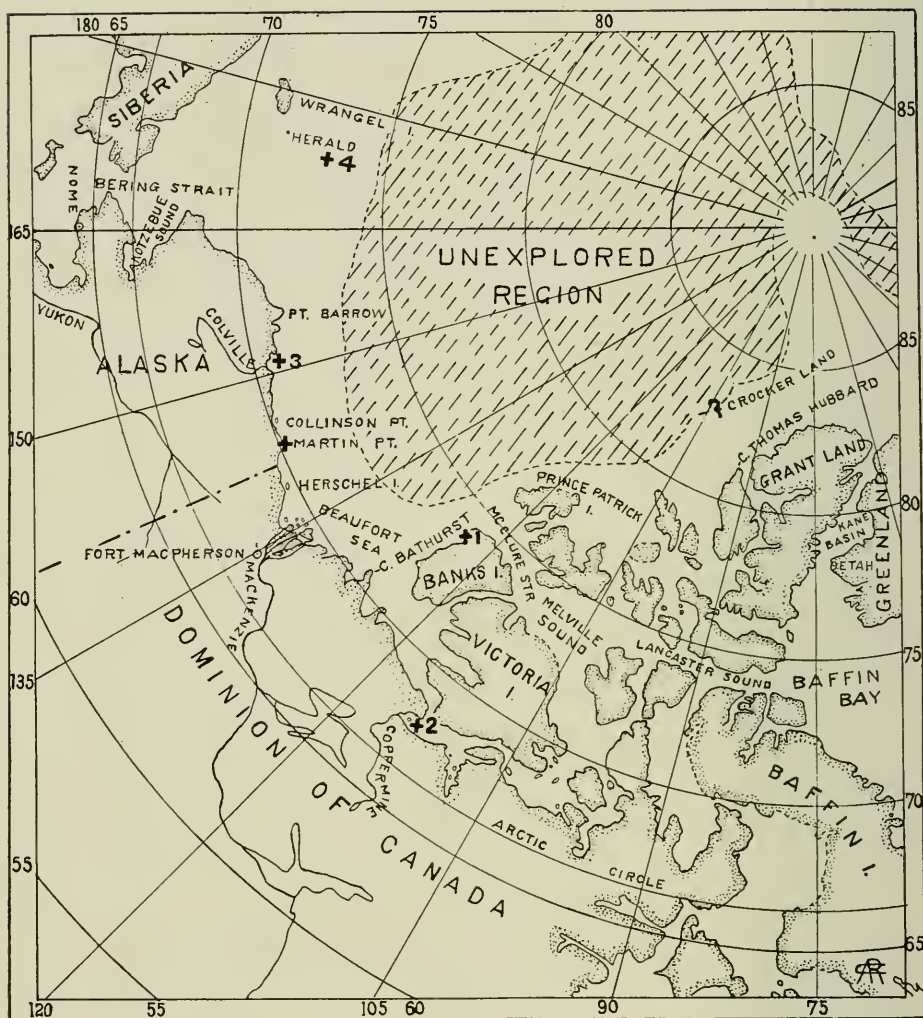 180 65
70
75
80
85
SIBERIA
WRANGEL I.
HERALD
+4
NOME
BERING STRAIT
KOTZEBUE
SOUND
165
UNEXPLORED
REGION
YUKON
PT. BARROW
COLVILLE
ALASKA
+3
85
? CROCKER LAND
C. THOMAS HUBBARD
GRANT LAND
150
COLLINSON PT.
MARTIN PT.
HERSCHEL I.
80
KANE
BASIN
ETAH
GREENLAND
PRINCE PATRICK
I.
BEAUFORT
SEA
C. BATHURST
+1
MCCLURE STR
BANKS I.
FORT MACPHERSON
MACKENZIE
60
MELVILLE
SOUND
VICTORIA
I.
LANCASTER SOUND
75
BAFFIN
BAY
135
DOMINION OF CANADA
+2
COPPERMINE
BAFFIN I.
70
ARCTIC CIRCLE
55
65
AR
120
55
105 60
90
75